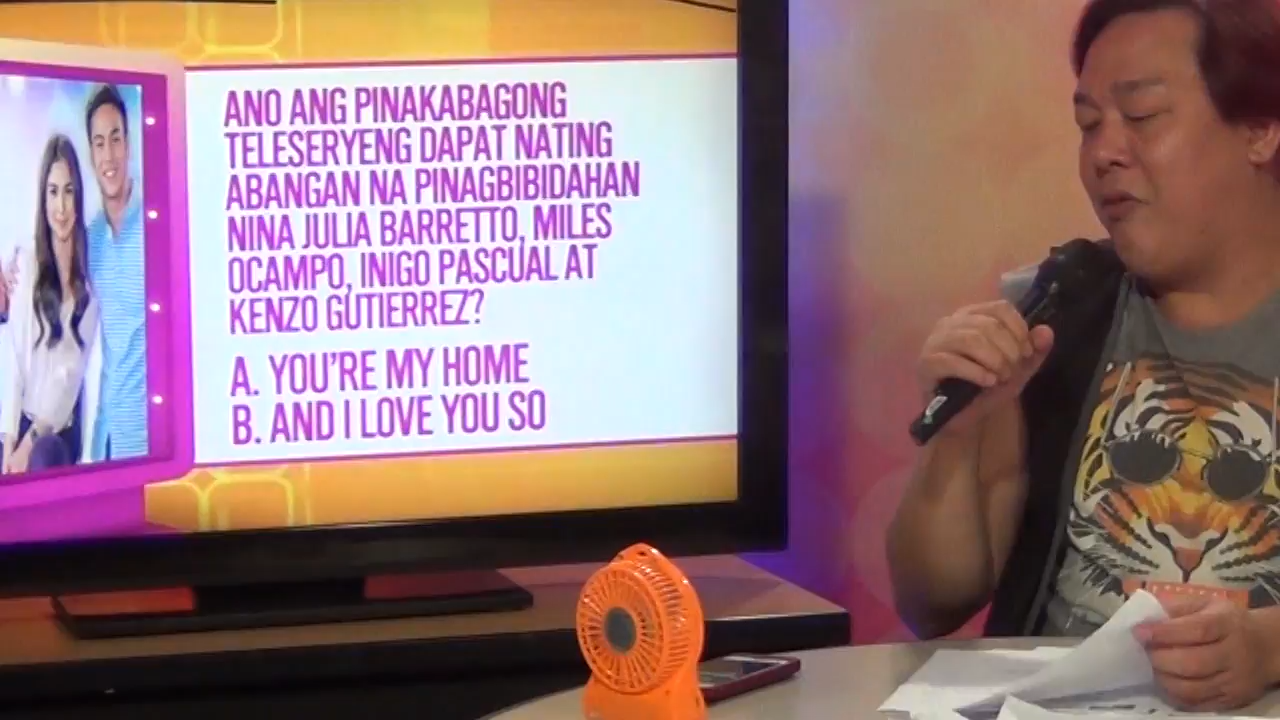 ANO ANG PINAKABAGONG
TELESERYENG DAPAT NATING
ABANGAN NA PINAGBIBIDAHAN
NINA JULIA BARRETTO, MILES
OCAMPO, INIGO PASCUAL AT
KENZO GUTIERREZ?
A. YOU'RE MY HOME
B. AND I LOVE YOU SO